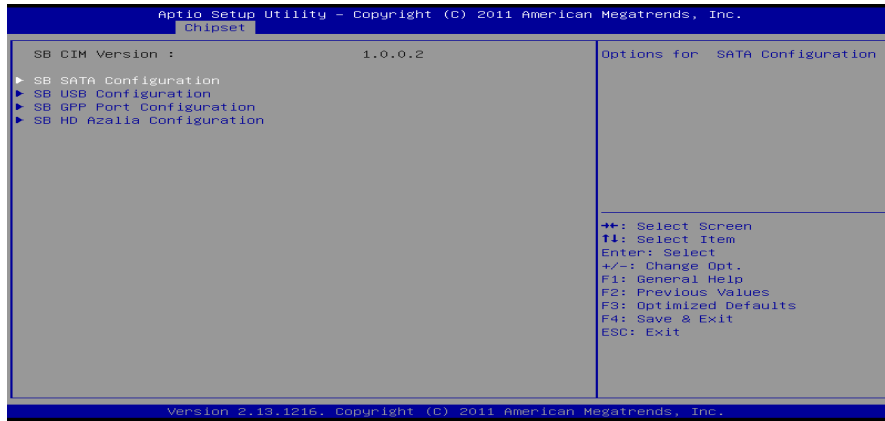 Aptio Setup Utility – Copyright (C) 2011 American Megatrends, Inc.
Chipset
SB CIM Version : 1.0.0.2
▶ SB SATA Configuration
▶ SB USB Configuration
▶ SB GPP Port Configuration
▶ SB HD Azalia Configuration
Options for SATA Configuration
→←: Select Screen
↑↓: Select Item
Enter: Select
+/-: Change Opt.
F1: General Help
F2: Previous Values
F3: Optimized Defaults
F4: Save & Exit
ESC: Exit
Version 2.13.1216. Copyright (C) 2011 American Megatrends, Inc.